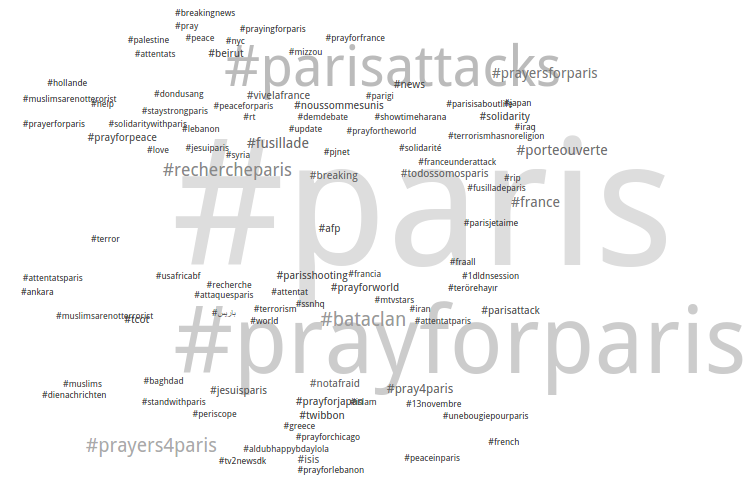 #breakingnews
#pray
#prayingforparis
#palestine
#peace
#nyc
#prayforfrance
#attentats
#beirut
#mizzou
#parisattacks
#prayersforparis
#hollande
#news
#muslimsarenotterrorist
#help
#dondusang
#vivelafrance
#parigi
#peaceforparis
#noussommesunis
#parisisaboutlife
#japan
#staystrongparis
#rt
#demdebate
#showtimeharana
#solidarity
#prayerforparis
#solidaritywithparis
#lebanon
#update
#prayfortheworld
#iraq
#prayforpeace
#terrorismhasnoreligion
#fusillade
#love
#jesuiparis
#syria
#pjnet
#solidarité
#porteouverte
#franceunderattack
#rechercheparis
#breaking
#todossomosparis
#rip
#fusilladeparis
#france
#paris
#afp
#parisjetaime
#terror
#fraall
#attentatsparis
#usafricabf
#parisshooting
#francia
#1dldnsession
#recherche
#prayforworld
#terörehayır
#ankara
#attaquesparis
#attentat
#mtvstars
#ssnhq
#terrorism
#iran
#parisattack
#muslimsarenotterrorist
#tcot
#باريس
#world
#bataclan
#attentatparis
#prayforparis
#muslims
#baghdad
#notafraid
#pray4paris
#dienachrichten
#jesuisparis
#standwithparis
#prayforjapan
#islam
#13novembre
#periscope
#twibbon
#unebougiepourparis
#greece
#prayforchicago
#french
#prayers4paris
#aldubhappybdaylola
#tv2newsdk
#isis
#peaceinparis
#prayforlebanon